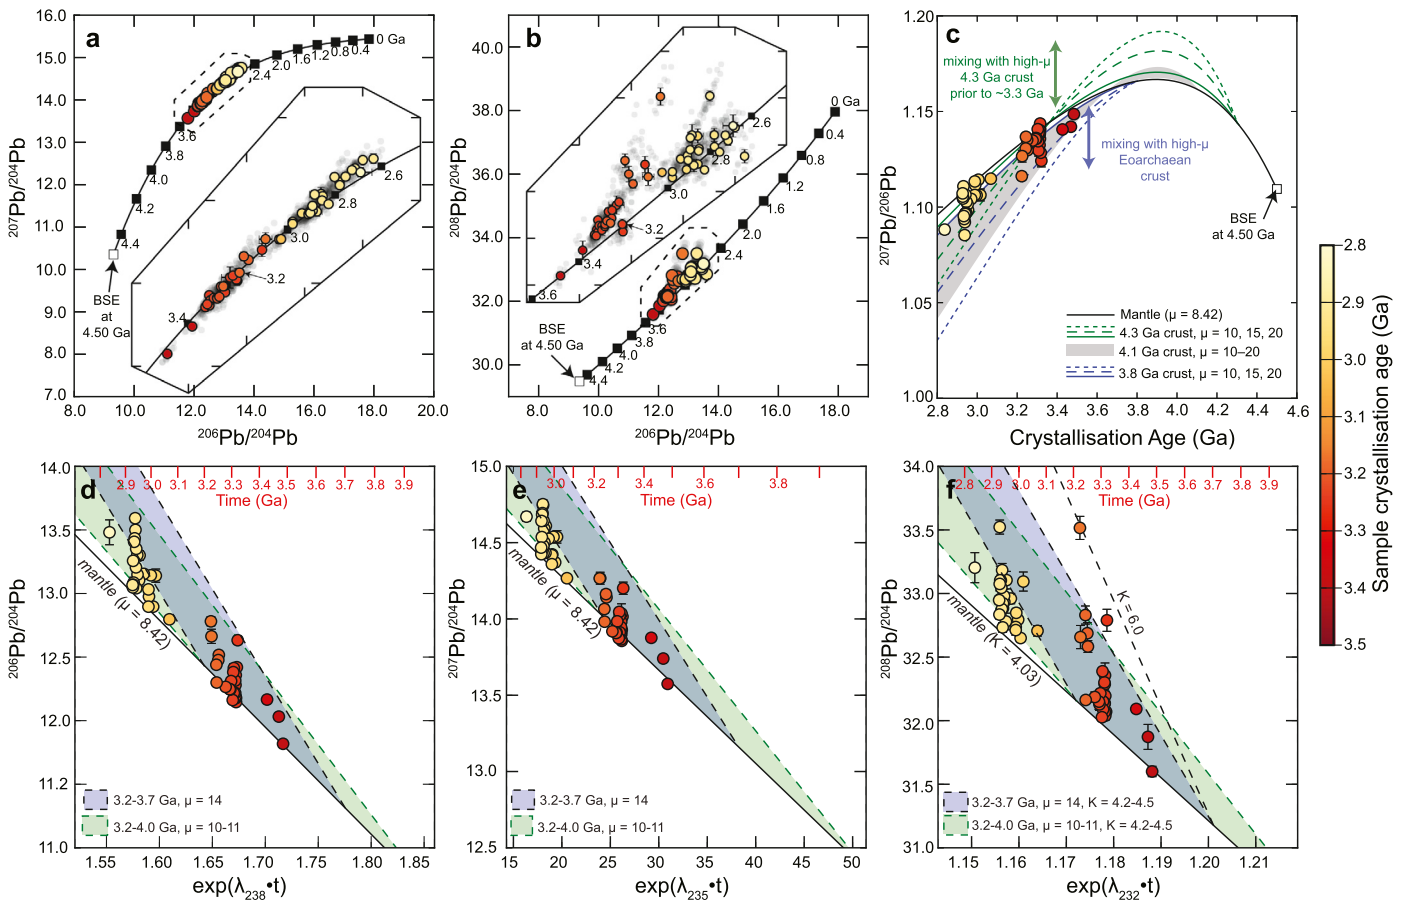 a
16.0
15.0
14.0
13.0
12.0
11.0
10.0
9.0
8.0
7.0
8.0
10.0
12.0
14.0
16.0
18.0
20.0
207Pb/204Pb
206Pb/204Pb
0 Ga
0.4
0.8
1.2
1.6
2.0
2.4
3.6
3.8
4.0
4.2
4.4
BSE
at
4.50 Ga
2.6
2.8
3.0
3.2
3.4
b
40.0
38.0
36.0
34.0
32.0
30.0
8.0
10.0
12.0
14.0
16.0
18.0
208Pb/204Pb
206Pb/204Pb
0 Ga
0.4
0.8
1.2
1.6
2.0
2.4
3.6
3.8
4.0
4.2
4.4
BSE
at 4.50 Ga
2.6
2.8
3.0
3.2
3.4
3.6
c
1.20
1.15
1.10
1.05
1.00
2.8
3.0
3.2
3.4
3.6
3.8
4.0
4.2
4.4
4.6
207Pb/206Pb
Crystallisation Age (Ga)
mixing with high-μ
4.3 Ga crust
prior to ~3.3 Ga
mixing with high-μ
Eoarchaean
crust
BSE
at 4.50 Ga
Mantle (μ = 8.42)
4.3 Ga crust, μ = 10, 15, 20
4.1 Ga crust, μ = 10–20
3.8 Ga crust, μ = 10, 15, 20
2.8
2.9
3.0
3.1
3.2
3.3
3.4
3.5
Sample crystallisation age (Ga)
d
14.0
13.5
13.0
12.5
12.0
11.2
11.0
1.55
1.60
1.65
1.70
1.75
1.80
1.85
206Pb/204Pb
exp(λ238•t)
2.9 3.0 3.1 3.2 3.3 3.4 3.5 3.6 3.7 3.8 3.9
Time (Ga)
mantle (μ = 8.42)
3.2-3.7 Ga, μ = 14
3.2-4.0 Ga, μ = 10-11
e
15.0
14.5
14.0
13.5
13.0
12.5
15
20
25
30
35
40
45
50
207Pb/204Pb
exp(λ235•t)
3.0 3.2 3.6 3.8
Time (Ga)
mantle (μ = 8.42)
3.2-3.7 Ga, μ = 14
3.2-4.0 Ga, μ = 10-11
f
34.0
33.0
32.5
32.0
31.5
31.0
1.15
1.16
1.17
1.18
1.19
1.20
1.21
208Pb/204Pb
exp(λ232•t)
2.8 2.9 3.0 3.1 3.2 3.3 3.4 3.5 3.6 3.7 3.8 3.9
Time (Ga)
K = 6.0
mantle (K = 4.03)
3.2-3.7 Ga, μ = 14, K = 4.2-4.5
3.2-4.0 Ga, μ = 10-11, K = 4.2-4.5